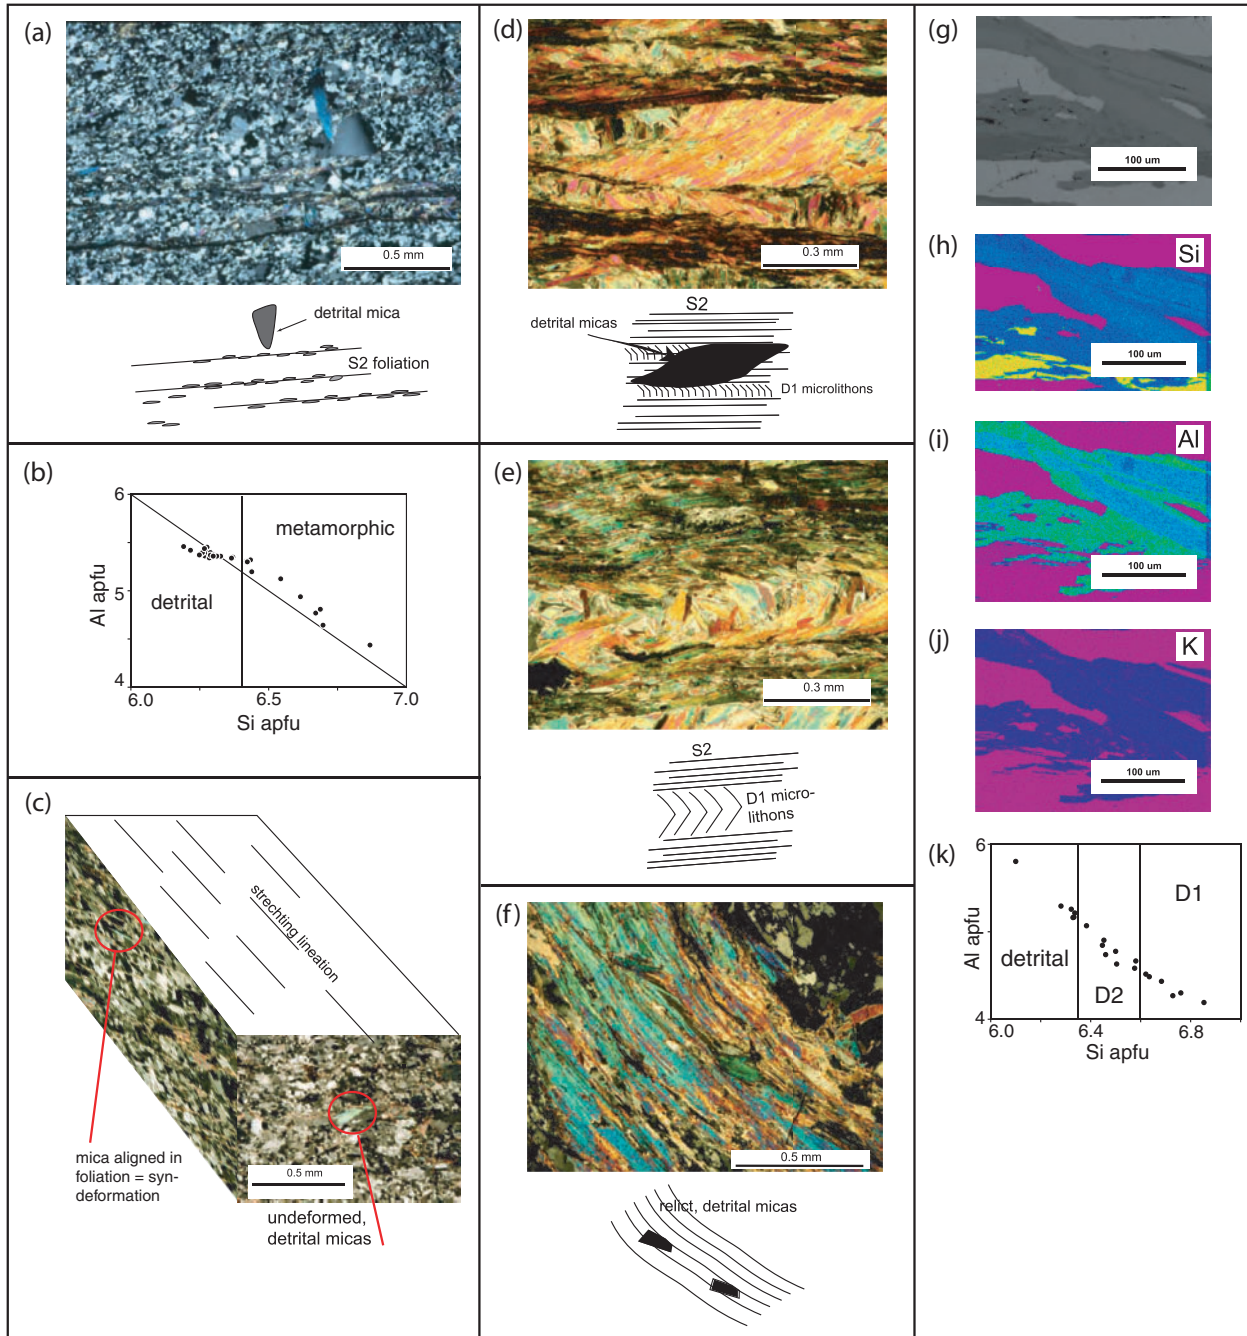 (a)
0.5 mm
detrital mica
S2 foliation
(b)
6
5
4
Al apfu
metamorphic
detrital
6.0
6.5
7.0
Si apfu
(c)
strechting lineation
mica aligned in
foliation = syn-
deformation
0.5 mm
undeformed,
detrital micas
(d)
0.3 mm
S2
detrital micas
D1 microlithons
(e)
0.3 mm
S2
D1 micro-
lithons
(f)
0.5 mm
relict, detrital micas
(g)
100 um
(h)
Si
100 um
(i)
Al
100 um
(j)
K
100 um
(k)
6
4
Al apfu
D1
detrital
D2
6.0
6.4
6.8
Si apfu